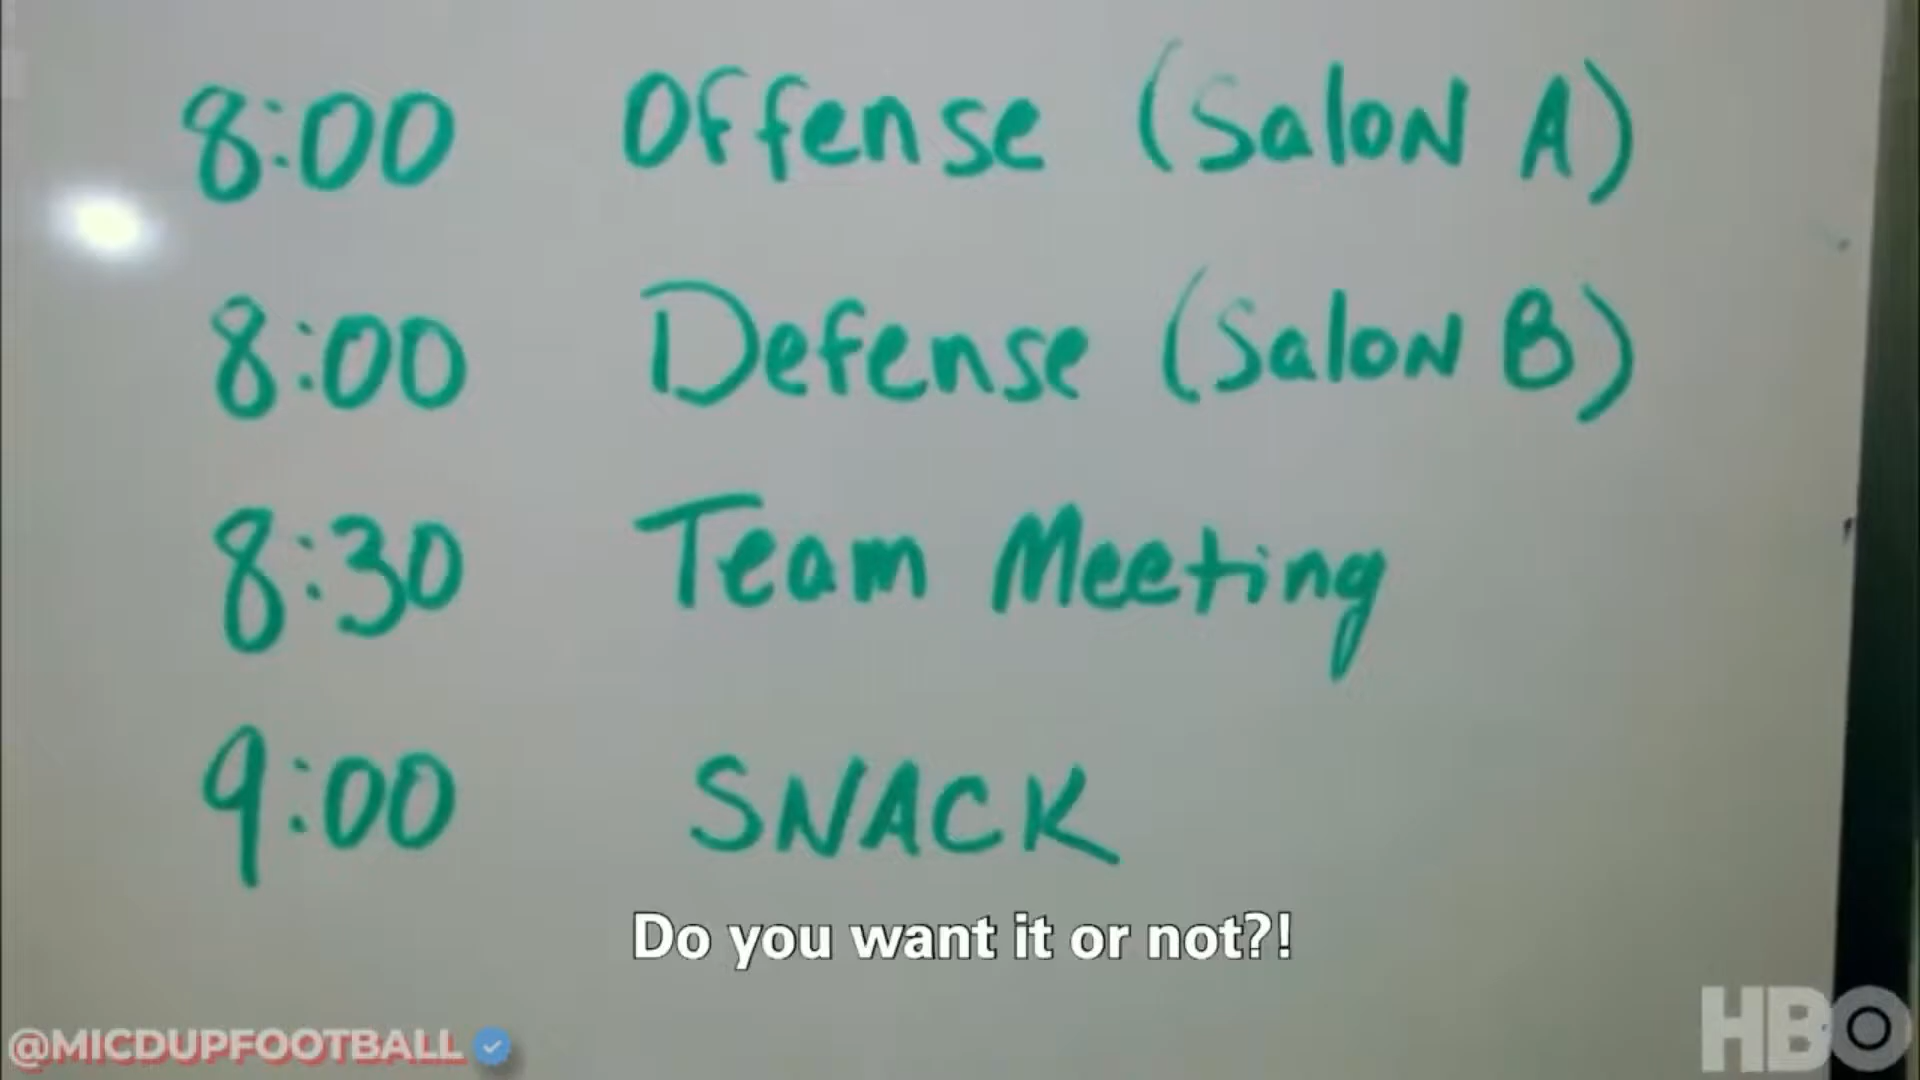 8:00 Offense (Salon A)
8:00 Defense (Salon B)
8:30 Team Meeting
9:00 SNACK
Do you want it or not?!
@MICDUPFOOTBALL
HBO